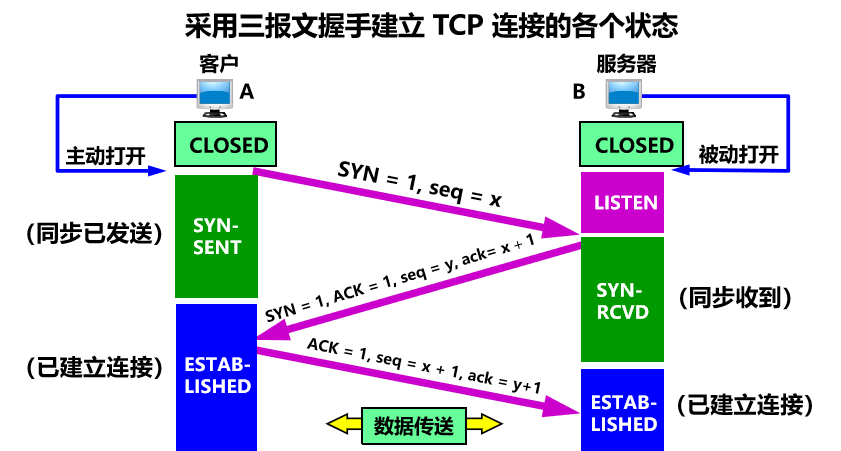 采用三报文握手建立 TCP 连接的各个状态
客户
服务器
A
B
CLOSED
CLOSED
主动打开
被动打开
SYN = 1, seq = x
LISTEN
(同步已发送)
SYN-
SENT
SYN = 1, ACK = 1, seq = y, ack= x + 1
SYN-
RCVD
(同步收到)
(已建立连接)
ESTAB-
LISHED
ACK = 1, seq = x + 1, ack = y+1
ESTAB-
LISHED
(已建立连接)
数据传送